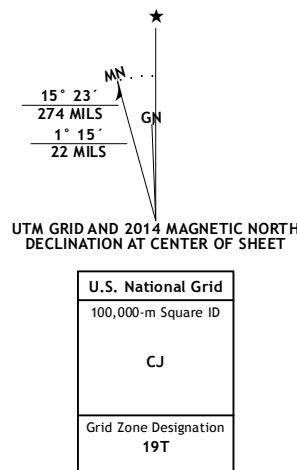 ★
MN
GN
15° 23´
274 MILS
1° 15´
22 MILS
UTM GRID AND 2014 MAGNETIC NORTH
DECLINATION AT CENTER OF SHEET
U.S. National Grid
100,000-m Square ID
CJ
Grid Zone Designation
19T